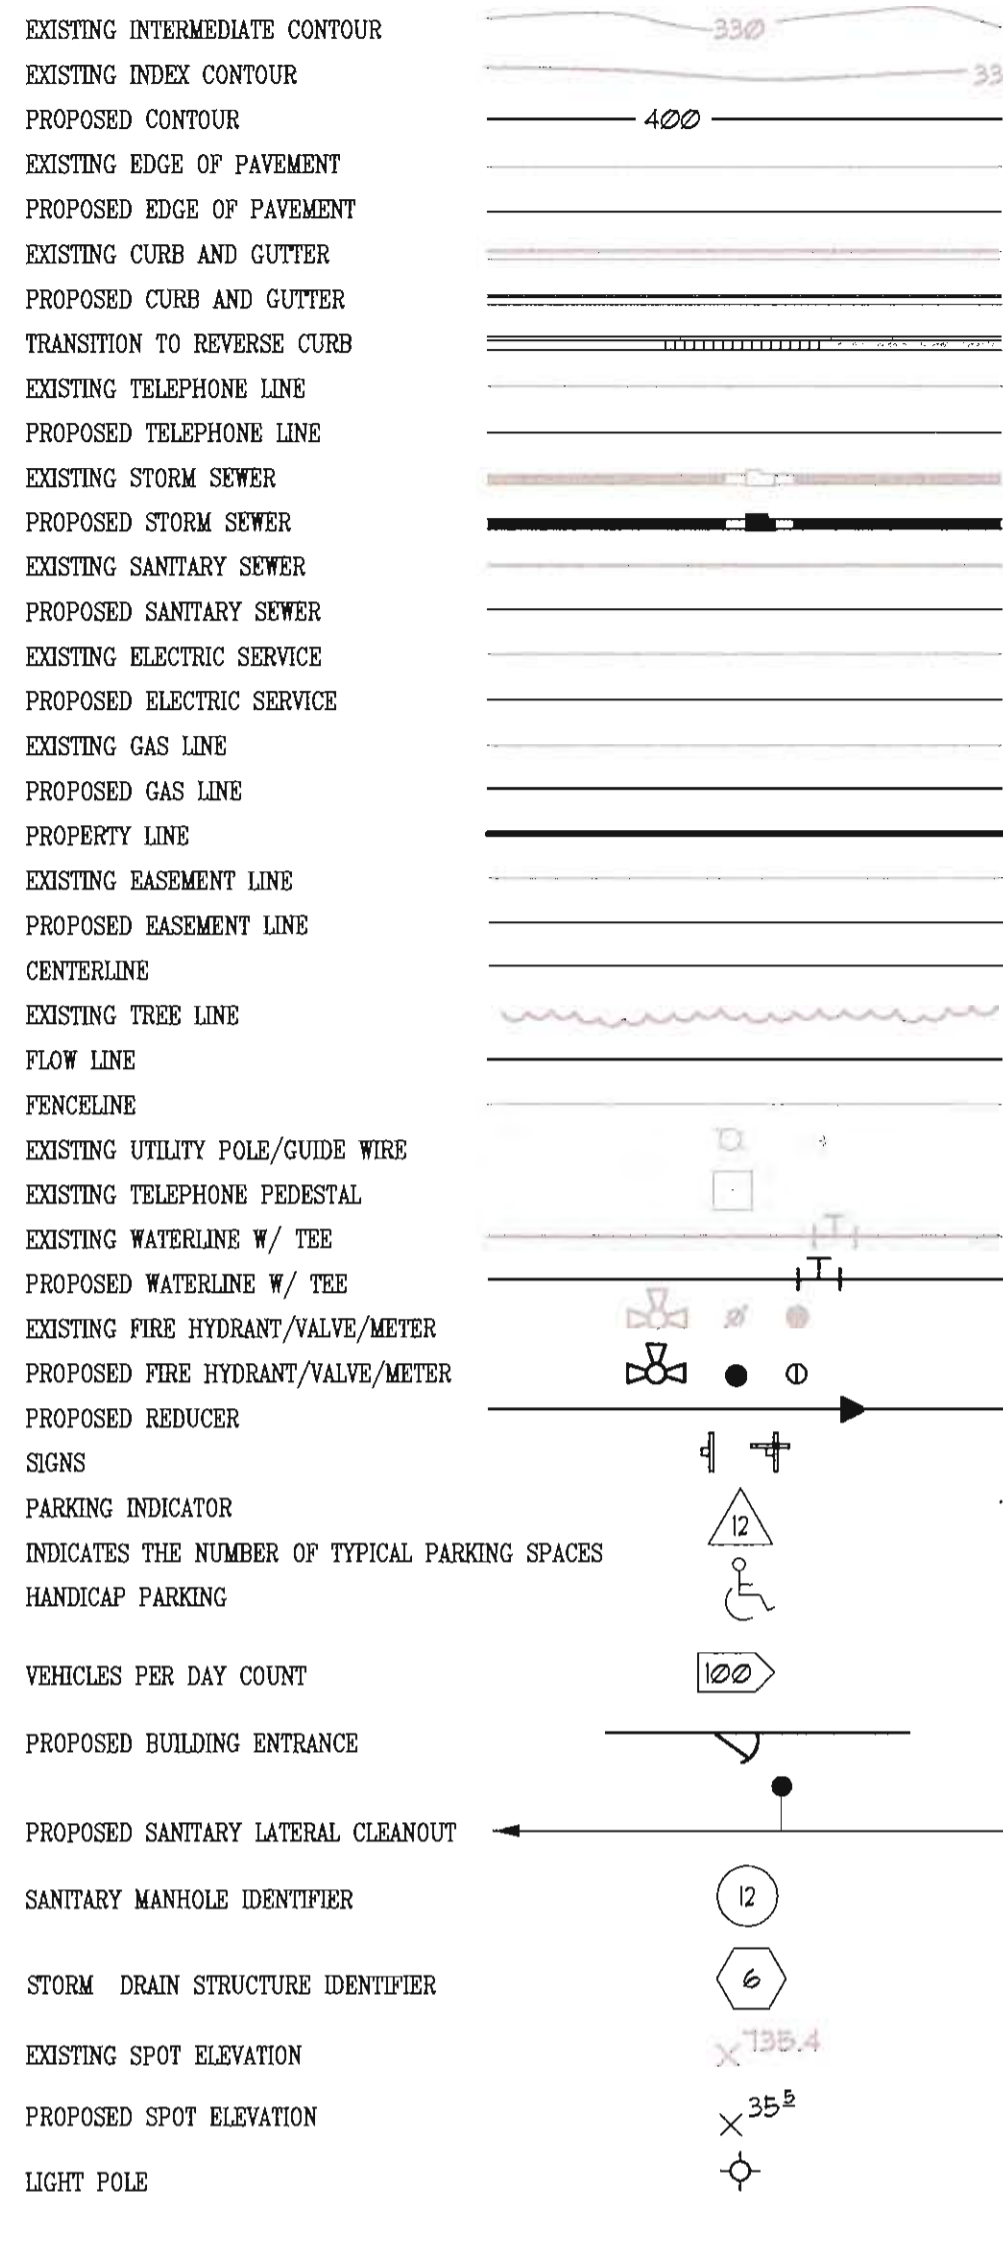 EXISTING INTERMEDIATE CONTOUR 330
EXISTING INDEX CONTOUR 33
PROPOSED CONTOUR 400
EXISTING EDGE OF PAVEMENT
PROPOSED EDGE OF PAVEMENT
EXISTING CURB AND GUTTER
PROPOSED CURB AND GUTTER
TRANSITION TO REVERSE CURB
EXISTING TELEPHONE LINE
PROPOSED TELEPHONE LINE
EXISTING STORM SEWER
PROPOSED STORM SEWER
EXISTING SANITARY SEWER
PROPOSED SANITARY SEWER
EXISTING ELECTRIC SERVICE
PROPOSED ELECTRIC SERVICE
EXISTING GAS LINE
PROPOSED GAS LINE
PROPERTY LINE
EXISTING EASEMENT LINE
PROPOSED EASEMENT LINE
CENTERLINE
EXISTING TREE LINE
FLOW LINE
FENCELINE
EXISTING UTILITY POLE/GUIDE WIRE
EXISTING TELEPHONE PEDESTAL
EXISTING WATERLINE W/ TEE
PROPOSED WATERLINE W/ TEE
EXISTING FIRE HYDRANT/VALVE/METER
PROPOSED FIRE HYDRANT/VALVE/METER
PROPOSED REDUCER
SIGNS
PARKING INDICATOR 12
INDICATES THE NUMBER OF TYPICAL PARKING SPACES
HANDICAP PARKING
VEHICLES PER DAY COUNT 100
PROPOSED BUILDING ENTRANCE
PROPOSED SANITARY LATERAL CLEANOUT
SANITARY MANHOLE IDENTIFIER 12
STORM DRAIN STRUCTURE IDENTIFIER 6
EXISTING SPOT ELEVATION 735.4
PROPOSED SPOT ELEVATION 35⁵
LIGHT POLE